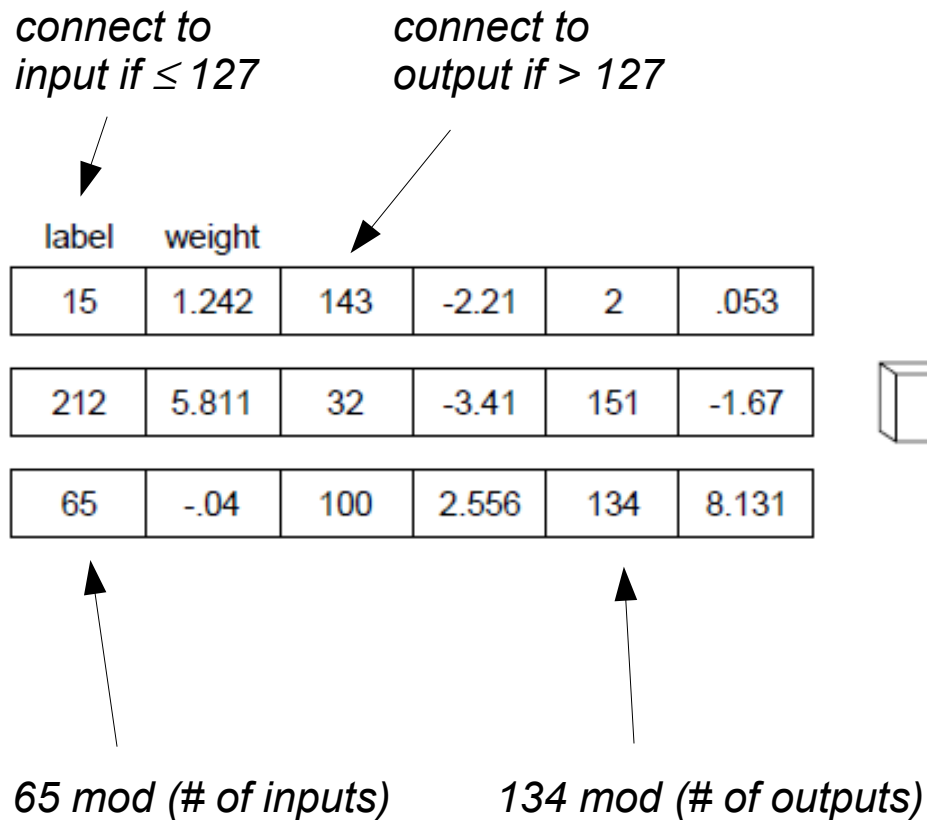 connect to
input if ≤ 127
connect to
output if > 127
label weight
15 1.242 143 -2.21 2 .053
212 5.811 32 -3.41 151 -1.67
65 -.04 100 2.556 134 8.131
65 mod (# of inputs)
134 mod (# of outputs)